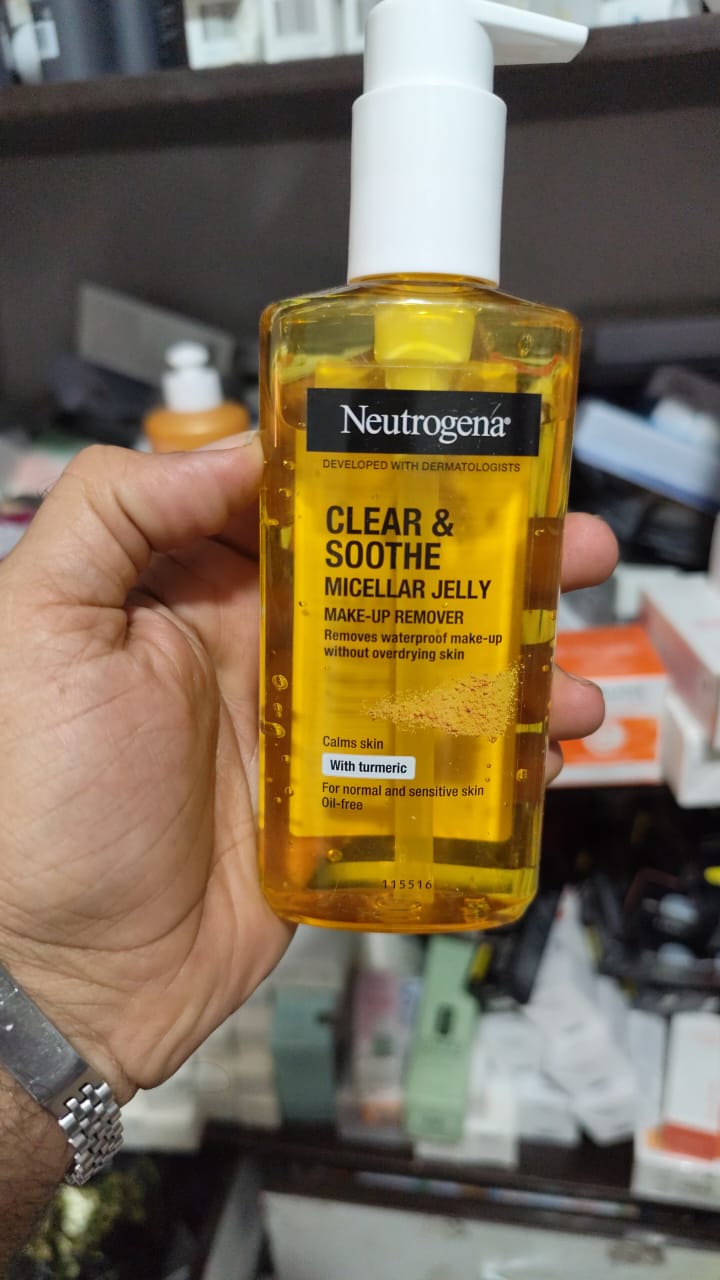 Neutrogena®
DEVELOPED WITH DERMATOLOGISTS
CLEAR &
SOOTHE
MICELLAR JELLY
MAKE-UP REMOVER
Removes waterproof make-up
without overdrying skin
Calms skin
With turmeric
For normal and sensitive skin
Oil-free
115516